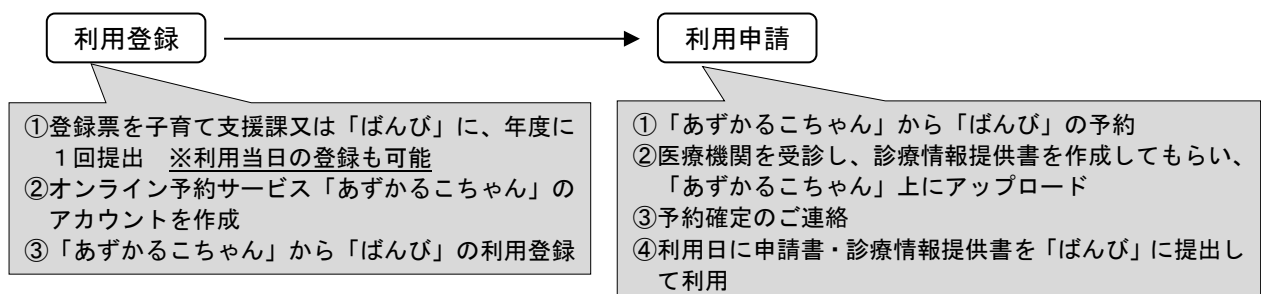 利用登録
利用申請
①登録票を子育て支援課又は「ばんび」に、年度に
１回提出　※利用当日の登録も可能
②オンライン予約サービス「あずかるこちゃん」の
アカウントを作成
③「あずかるこちゃん」から「ばんび」の利用登録
①「あずかるこちゃん」から「ばんび」の予約
②医療機関を受診し、診療情報提供書を作成してもらい、
「あずかるこちゃん」上にアップロード
③予約確定のご連絡
④利用日に申請書・診療情報提供書を「ばんび」に提出し
て利用